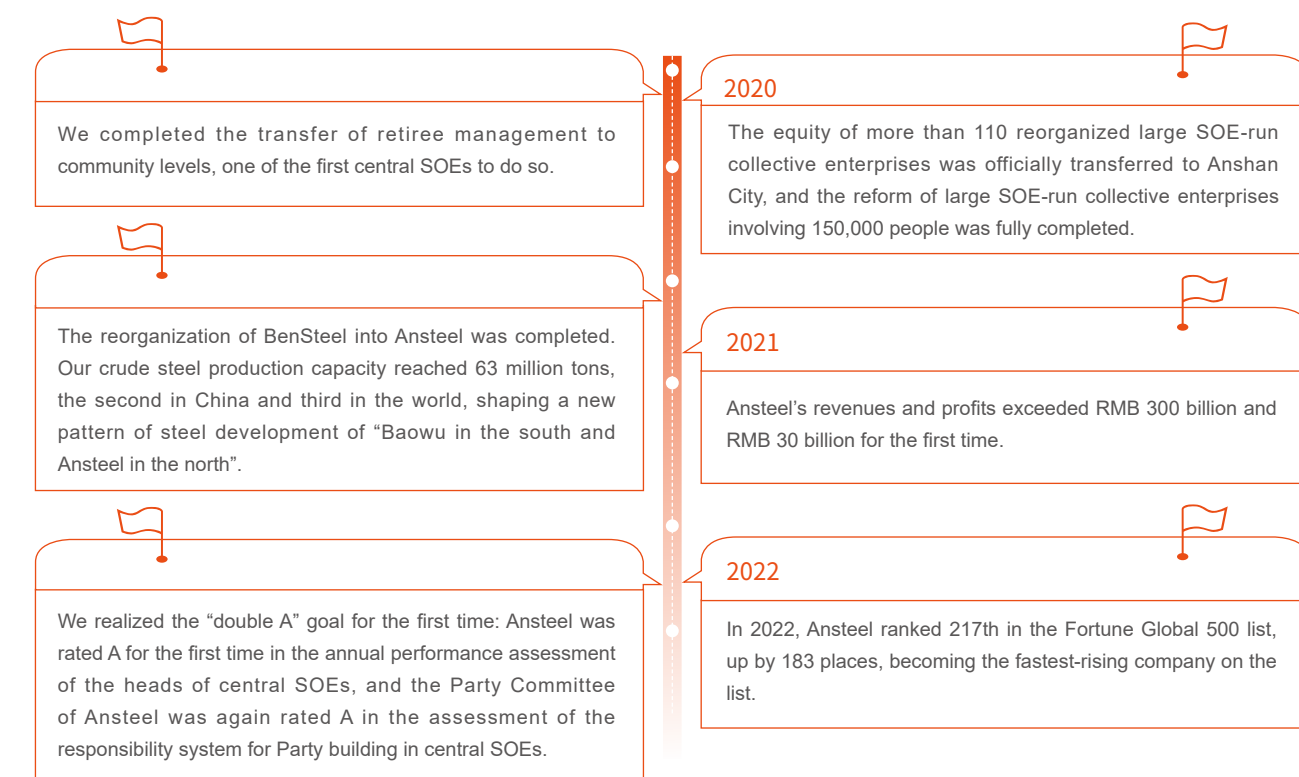 We completed the transfer of retiree management to
community levels, one of the first central SOEs to do so.
2020
The equity of more than 110 reorganized large SOE-run
collective enterprises was officially transferred to Anshan
City, and the reform of large SOE-run collective enterprises
involving 150,000 people was fully completed.
The reorganization of BenSteel into Ansteel was completed.
Our crude steel production capacity reached 63 million tons,
the second in China and third in the world, shaping a new
pattern of steel development of “Baowu in the south and
Ansteel in the north”.
2021
Ansteel’s revenues and profits exceeded RMB 300 billion and
RMB 30 billion for the first time.
We realized the “double A” goal for the first time: Ansteel was
rated A for the first time in the annual performance assessment
of the heads of central SOEs, and the Party Committee
of Ansteel was again rated A in the assessment of the
responsibility system for Party building in central SOEs.
2022
In 2022, Ansteel ranked 217th in the Fortune Global 500 list,
up by 183 places, becoming the fastest-rising company on the
list.